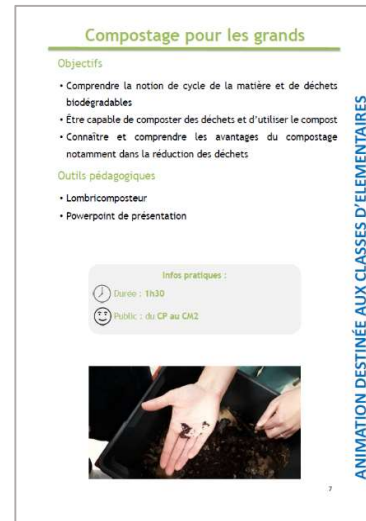 Compostage pour les grands
Objectifs
• Comprendre la notion de cycle de la matière et de déchets
biodégradables
• Être capable de composter des déchets et d'utiliser le compost
• Connaître et comprendre les avantages du compostage
notamment dans la réduction des déchets
Outils pédagogiques
• Lombricomposteur
• Powerpoint de présentation
Infos pratiques :
Durée : 1h30
Public : du CP au CM2
7
ANIMATION DESTINÉE AUX CLASSES D'ELEMENTAIRES